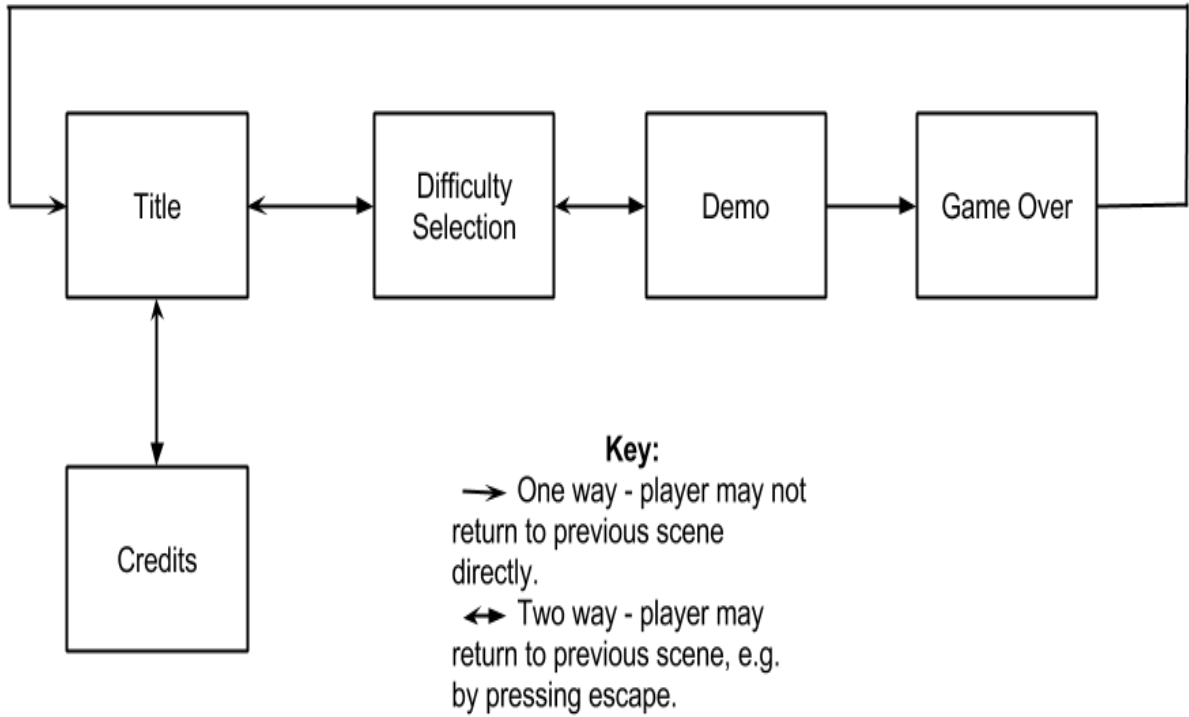 Title
Difficulty
Selection
Demo
Game Over
Credits
Key:
One way - player may not
return to previous scene
directly.
Two way - player may
return to previous scene, e.g.
by pressing escape.